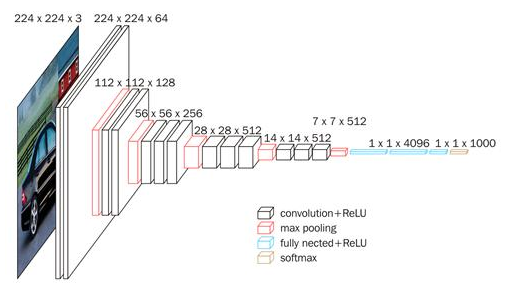 224 x 224 x 3 224 x 224 x 64
112 x 112 x 128
56 x 56 x 256
28 x 28 x 512
14 x 14 x 512
7 x 7 x 512
1 x 1 x 4096 1 x 1 x 1000
convolution+ReLU
max pooling
fully nected+ReLU
softmax